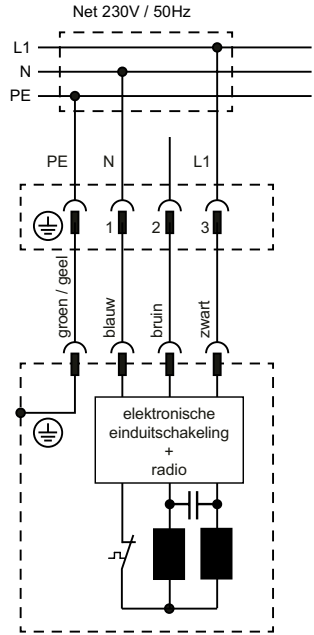 Net 230V / 50Hz
L1
N
PE
PE N L1
1 2 3
groen / geel
blauw
bruin
zwart
elektronische
einduitschakeling
+
radio